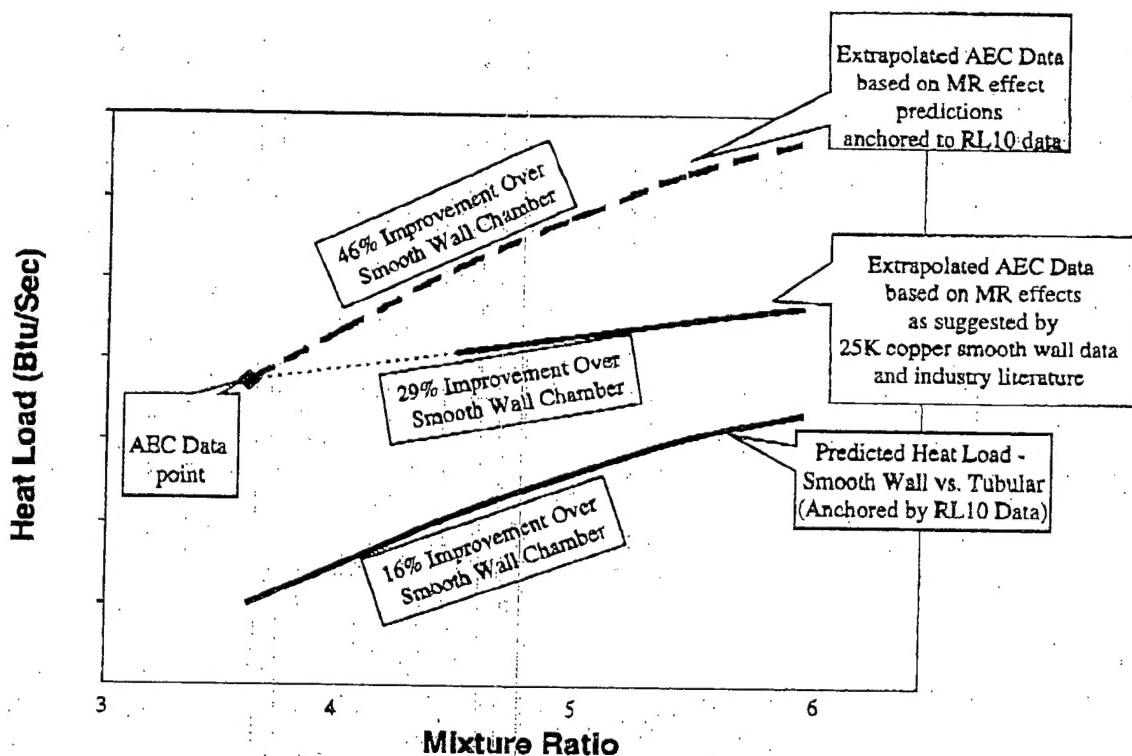 Extrapolated AEC Data
based on MR effect
predictions
anchored to RL10 data
46% Improvement Over
Smooth Wall Chamber
Extrapolated AEC Data
based on MR effects
as suggested by
25K copper smooth wall data
and industry literature
29% Improvement Over
Smooth Wall Chamber
AEC Data
point
Predicted Heat Load -
Smooth Wall vs. Tubular
(Anchored by RL10 Data)
16% Improvement Over
Smooth Wall Chamber
Heat Load (Btu/Sec)
3 4 5 6
Mixture Ratio